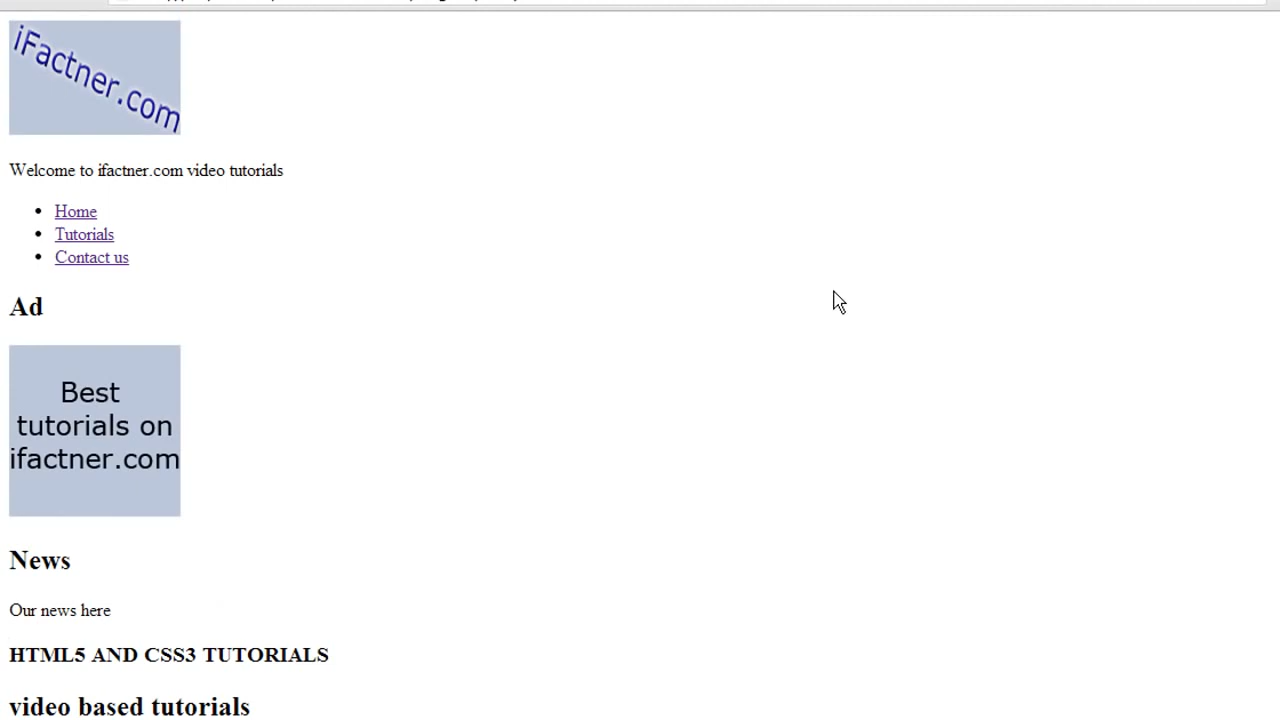 iFactner.com
Welcome to ifactner.com video tutorials
Home
Tutorials
Contact us
Ad
Best
tutorials on
ifactner.com
News
Our news here
HTML5 AND CSS3 TUTORIALS
video based tutorials